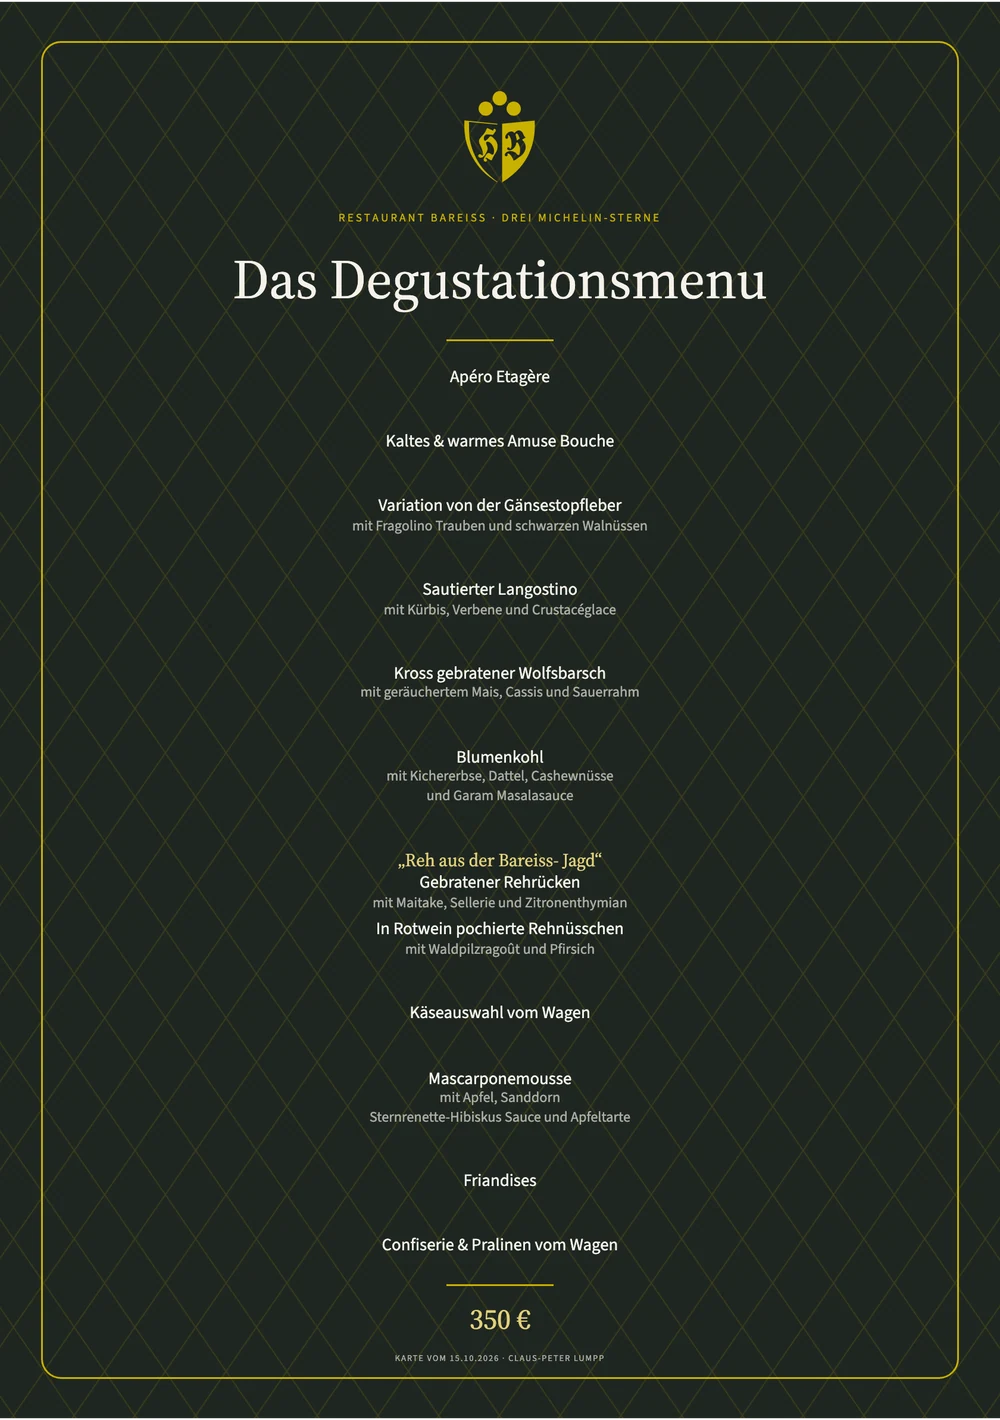 HB
RESTAURANT BAREISS · DREI MICHELIN-STERNE
Das Degustationsmenu
Apéro Etagère
Kaltes & warmes Amuse Bouche
Variation von der Gänsestopfleber
mit Fragolino Trauben und schwarzen Walnüssen
Sautierter Langostino
mit Kürbis, Verbene und Crustacéglace
Kross gebratener Wolfsbarsch
mit geräuchertem Mais, Cassis und Sauerrahm
Blumenkohl
mit Kichererbse, Dattel, Cashewnüsse
und Garam Masalasauce
„Reh aus der Bareiss- Jagd“
Gebratener Rehrücken
mit Maitake, Sellerie und Zitronenthymian
In Rotwein pochierte Rehnüsschen
mit Waldpilzragoût und Pfirsich
Käseauswahl vom Wagen
Mascarponemousse
mit Apfel, Sanddorn
Sternrenette-Hibiskus Sauce und Apfeltarte
Friandises
Confiserie & Pralinen vom Wagen
350 €
KARTE VOM 15.10.2026 · CLAUS-PETER LUMPP